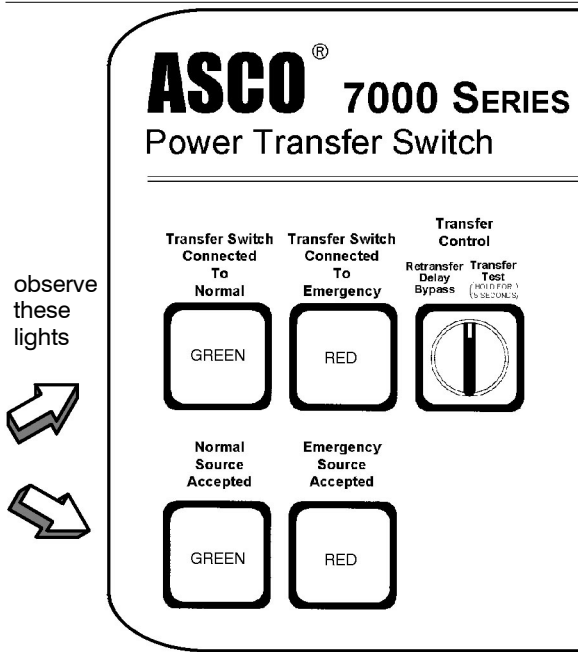 ASCO® 7000 SERIES
Power Transfer Switch
observe
these
lights
Transfer Switch
Connected
To
Normal
GREEN
Transfer Switch
Connected
To
Emergency
RED
Transfer
Control
Retransfer
Delay
Bypass
Transfer
Test
(HOLD FOR
5 SECONDS)
Normal
Source
Accepted
GREEN
Emergency
Source
Accepted
RED